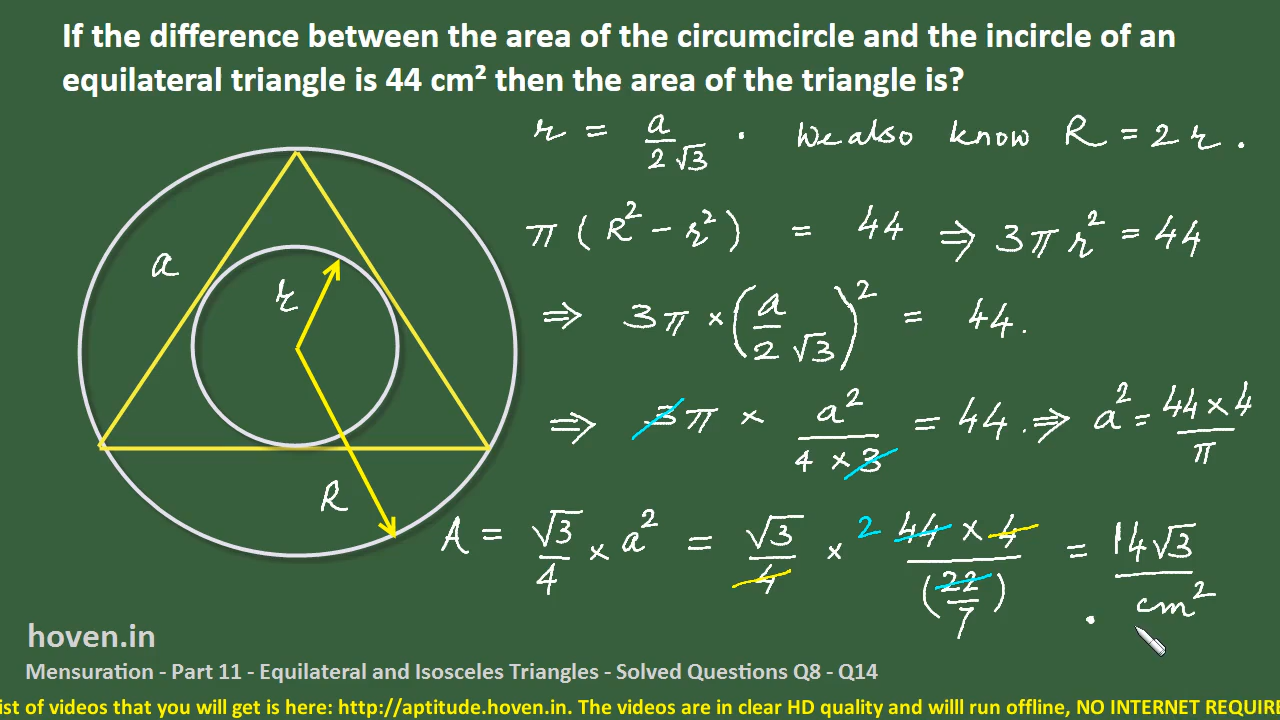 If the difference between the area of the circumcircle and the incircle of an
equilateral triangle is 44 cm² then the area of the triangle is?
r = a/(2√3) . We also know R = 2r.
π(R² − r²) = 44 ⇒ 3πr² = 44
⇒ 3π × (a/(2√3))² = 44.
⇒ 3π × a²/(4×3) = 44. ⇒ a² = (44×4)/π
A = √3/4 × a² = √3/4 × 2 (44×4)/(22/7) = 14√3 cm².
a
r
R
hoven.in
Mensuration - Part 11 - Equilateral and Isosceles Triangles - Solved Questions Q8 - Q14
ist of videos that you will get is here: http://aptitude.hoven.in. The videos are in clear HD quality and willl run offline, NO INTERNET REQUIRE